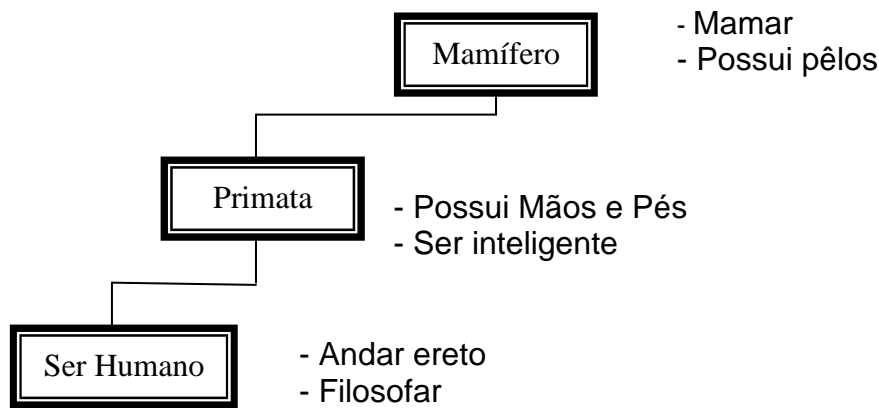 - Mamar
Mamífero
- Possui pêlos
Primata
- Possui Mãos e Pés
- Ser inteligente
Ser Humano
- Andar ereto
- Filosofar